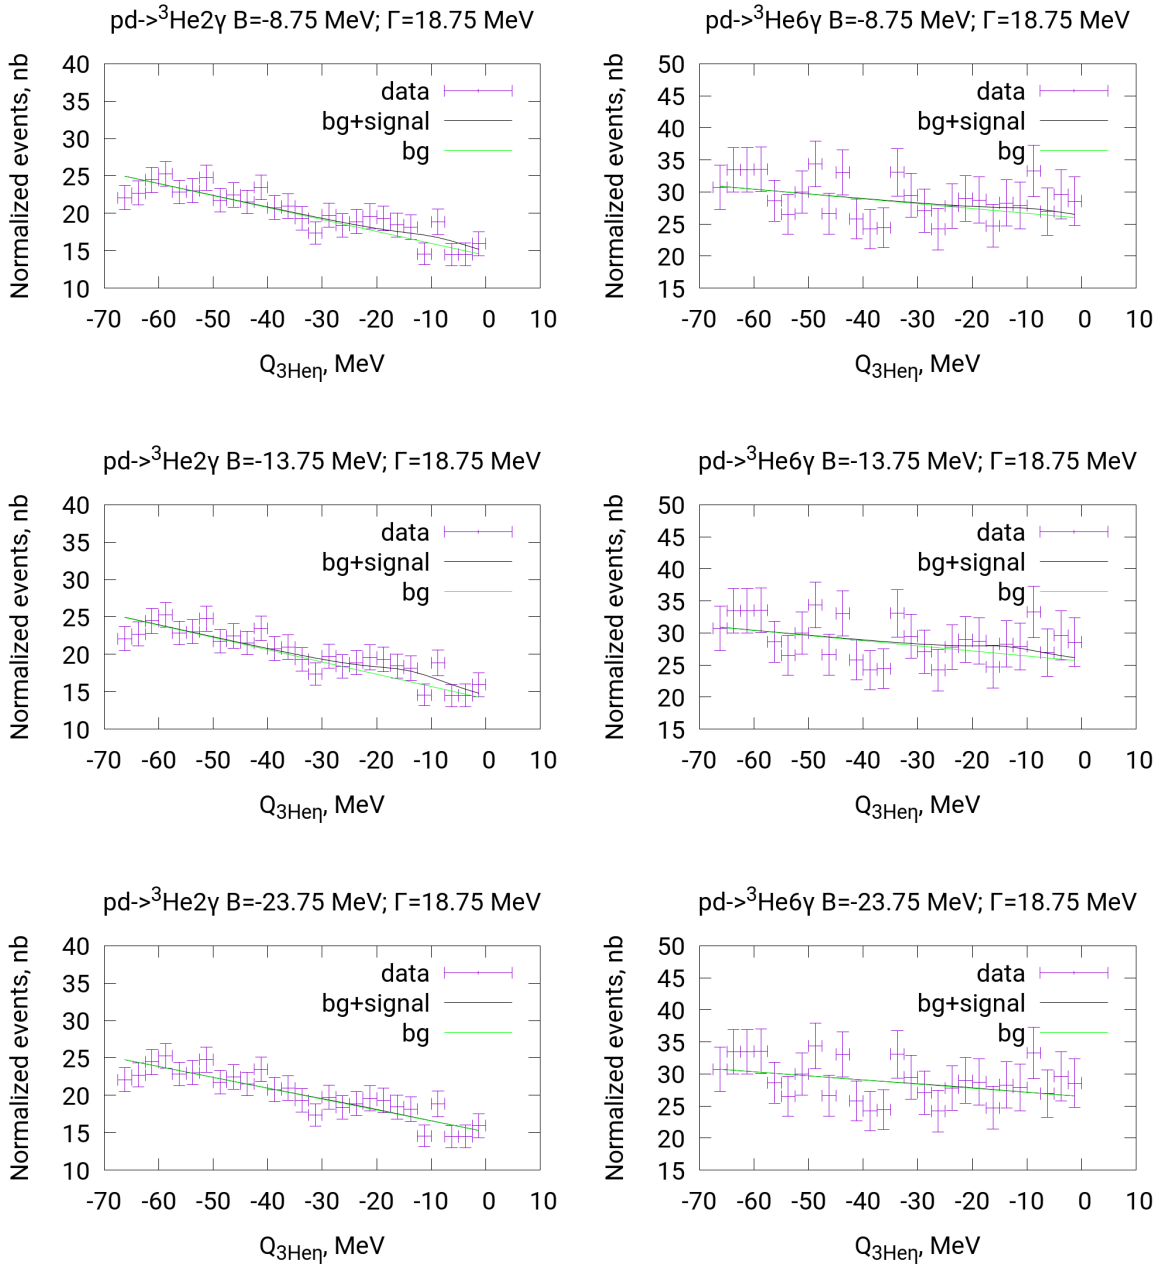 pd->³He2γ B=-8.75 MeV; Γ=18.75 MeV
Normalized events, nb
40
35
30
25
20
15
10
data
bg+signal
bg
-70 -60 -50 -40 -30 -20 -10 0 10
Q₃Heη, MeV
pd->³He6γ B=-8.75 MeV; Γ=18.75 MeV
Normalized events, nb
50
45
40
35
30
25
20
15
data
bg+signal
bg
-70 -60 -50 -40 -30 -20 -10 0 10
Q₃Heη, MeV
pd->³He2γ B=-13.75 MeV; Γ=18.75 MeV
Normalized events, nb
40
35
30
25
20
15
10
data
bg+signal
bg
-70 -60 -50 -40 -30 -20 -10 0 10
Q₃Heη, MeV
pd->³He6γ B=-13.75 MeV; Γ=18.75 MeV
Normalized events, nb
50
45
40
35
30
25
20
15
data
bg+signal
bg
-70 -60 -50 -40 -30 -20 -10 0 10
Q₃Heη, MeV
pd->³He2γ B=-23.75 MeV; Γ=18.75 MeV
Normalized events, nb
40
35
30
25
20
15
10
data
bg+signal
bg
-70 -60 -50 -40 -30 -20 -10 0 10
Q₃Heη, MeV
pd->³He6γ B=-23.75 MeV; Γ=18.75 MeV
Normalized events, nb
50
45
40
35
30
25
20
15
data
bg+signal
bg
-70 -60 -50 -40 -30 -20 -10 0 10
Q₃Heη, MeV